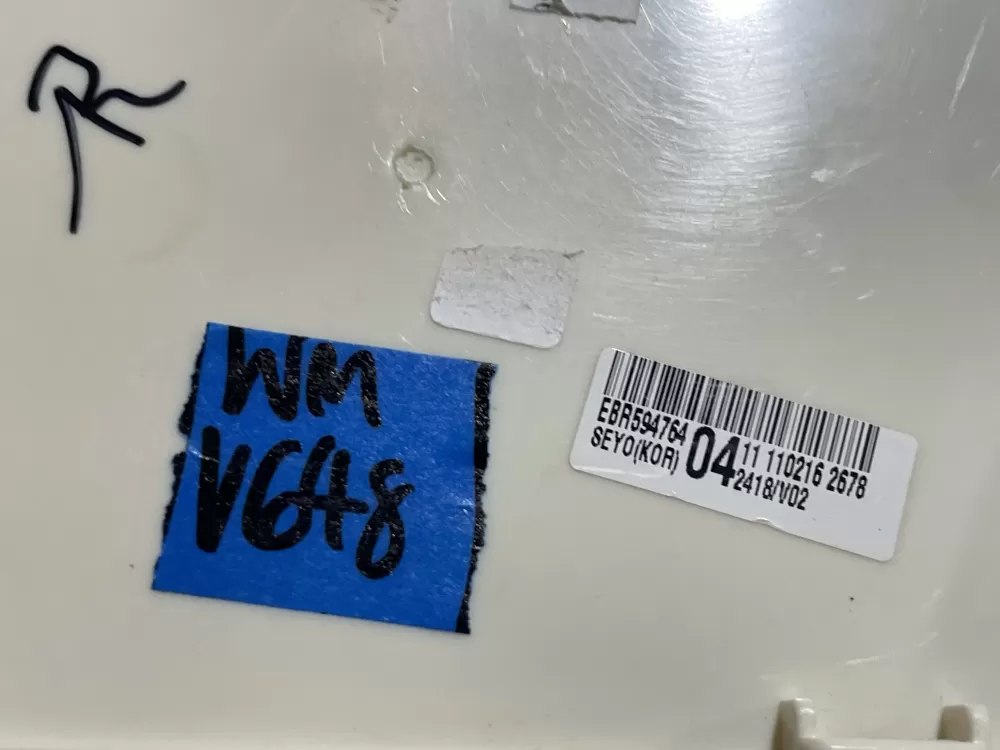 WM
V648
EBR594764
SEYO(KOR)
04
11 110216 2678
2418/V02